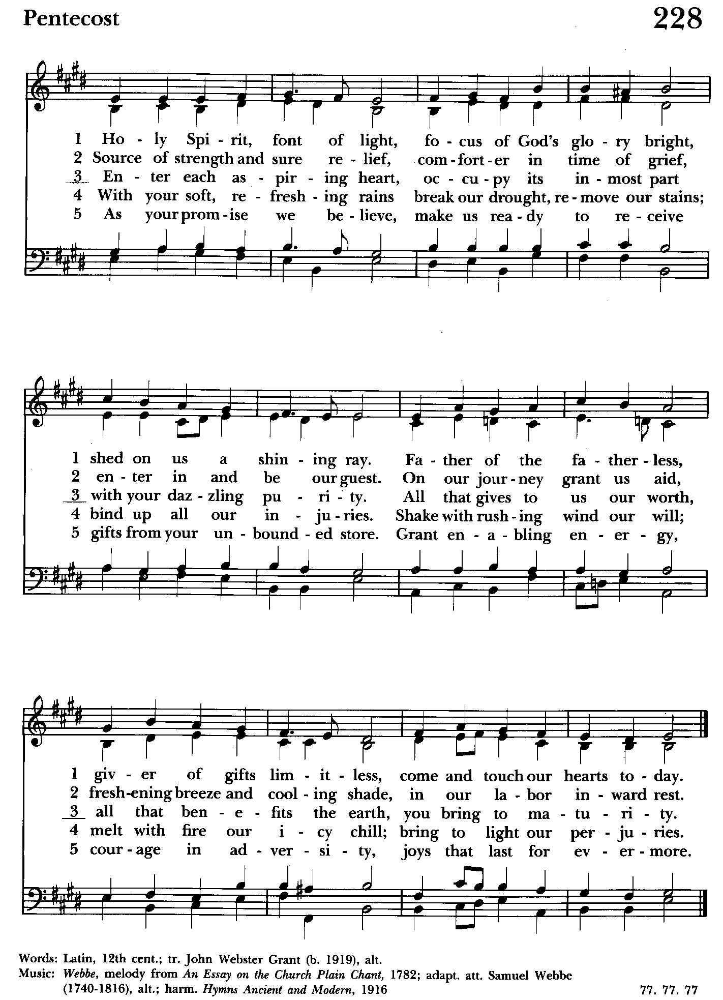 Pentecost 228
1 Ho - ly Spi - rit, font of light, fo - cus of God's glo - ry bright,
2 Source of strength and sure re - lief, com - fort - er in time of grief,
3 En - ter each as - pir - ing heart, oc - cu - py its in - most part
4 With your soft, re - fresh - ing rains break our drought, re - move our stains;
5 As your prom - ise we be - lieve, make us rea - dy to re - ceive
1 shed on us a shin - ing ray. Fa - ther of the fa - ther - less,
2 en - ter in and be our guest. On our jour - ney grant us aid,
3 with your daz - zling pu - ri - ty. All that gives to us our worth,
4 bind up all our in - ju - ries. Shake with rush - ing wind our will;
5 gifts from your un - bound - ed store. Grant en - a - bling en - er - gy,
1 giv - er of gifts lim - it - less, come and touch our hearts to - day.
2 fresh - ening breeze and cool - ing shade, in our la - bor in - ward rest.
3 all that ben - e - fits the earth, you bring to ma - tu - ri - ty.
4 melt with fire our i - cy chill; bring to light our per - ju - ries.
5 cour - age in ad - ver - si - ty, joys that last for ev - er - more.
Words: Latin, 12th cent.; tr. John Webster Grant (b. 1919), alt.
Music: Webbe, melody from An Essay on the Church Plain Chant, 1782; adapt. att. Samuel Webbe
(1740-1816), alt.; harm. Hymns Ancient and Modern, 1916 77. 77. 77